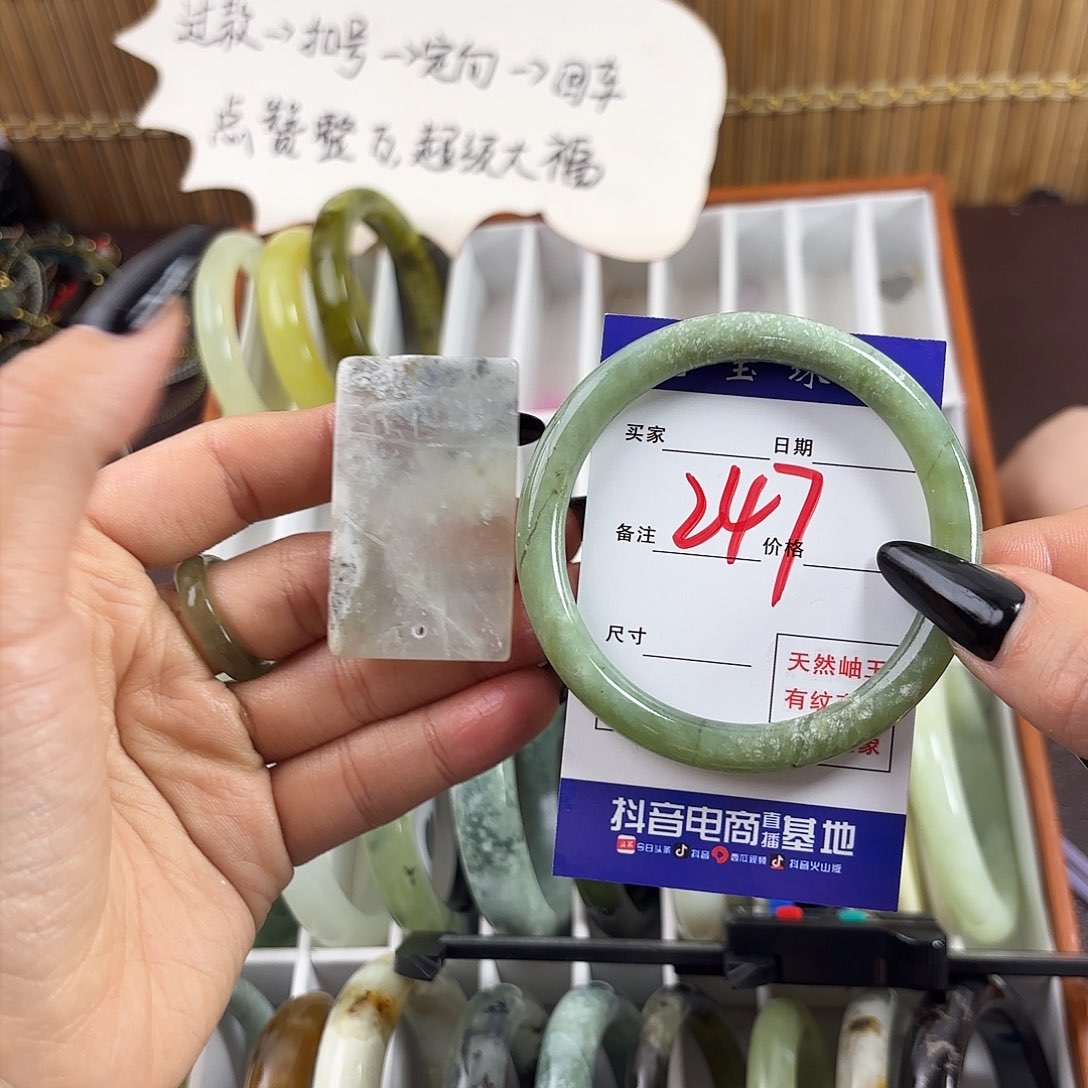 过款→扣号→定向→回车
点赞整万,超级大福
买家 日期
247
备注 价格
尺寸
天然岫玉
有纹
象
抖音电商直播基地
今日头条 抖音 西瓜视频 抖音火山版